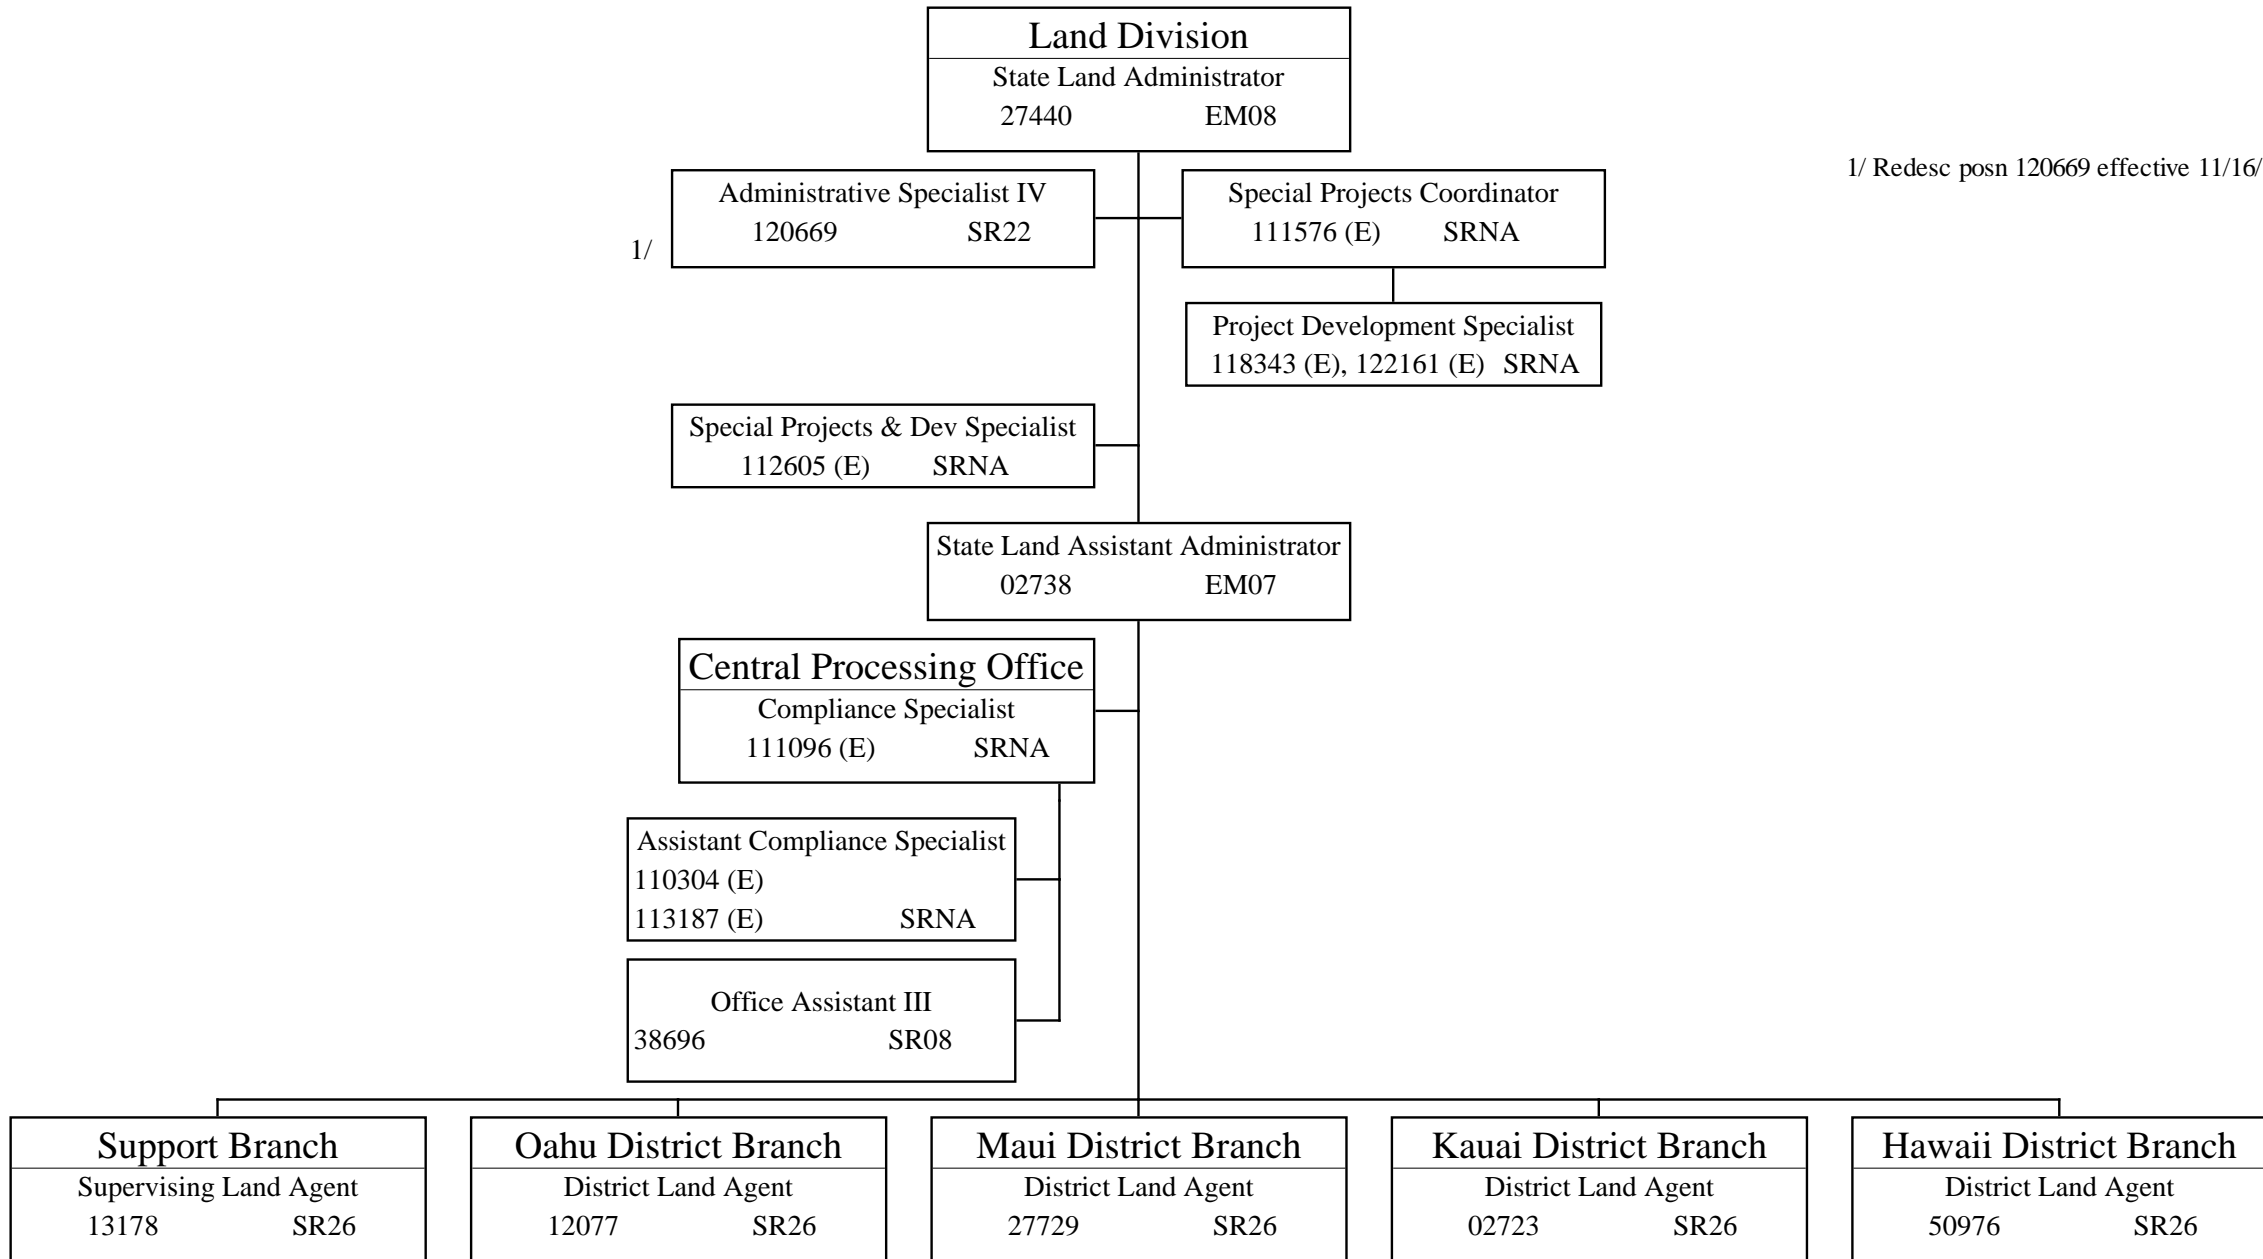 Land Division
State Land Administrator
27440 EM08
1/ Redesc posn 120669 effective 11/16/
Administrative Specialist IV
120669 SR22
1/
Special Projects Coordinator
111576 (E) SRNA
Project Development Specialist
118343 (E), 122161 (E) SRNA
Special Projects & Dev Specialist
112605 (E) SRNA
State Land Assistant Administrator
02738 EM07
Central Processing Office
Compliance Specialist
111096 (E) SRNA
Assistant Compliance Specialist
110304 (E)
113187 (E) SRNA
Office Assistant III
38696 SR08
Support Branch
Supervising Land Agent
13178 SR26
Oahu District Branch
District Land Agent
12077 SR26
Maui District Branch
District Land Agent
27729 SR26
Kauai District Branch
District Land Agent
02723 SR26
Hawaii District Branch
District Land Agent
50976 SR26